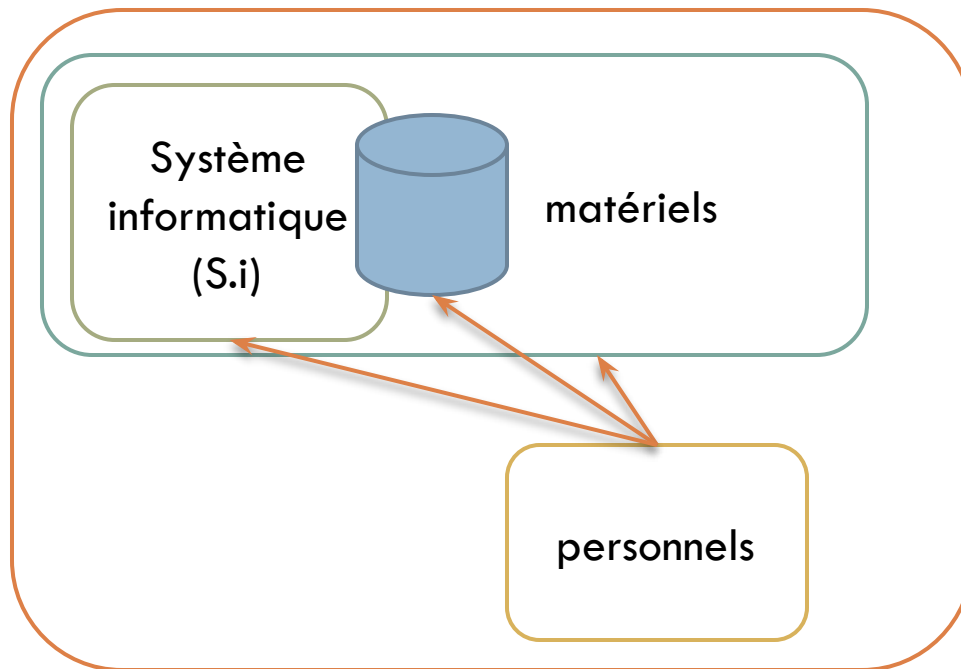 Système
informatique
(S.i)
matériels
personnels